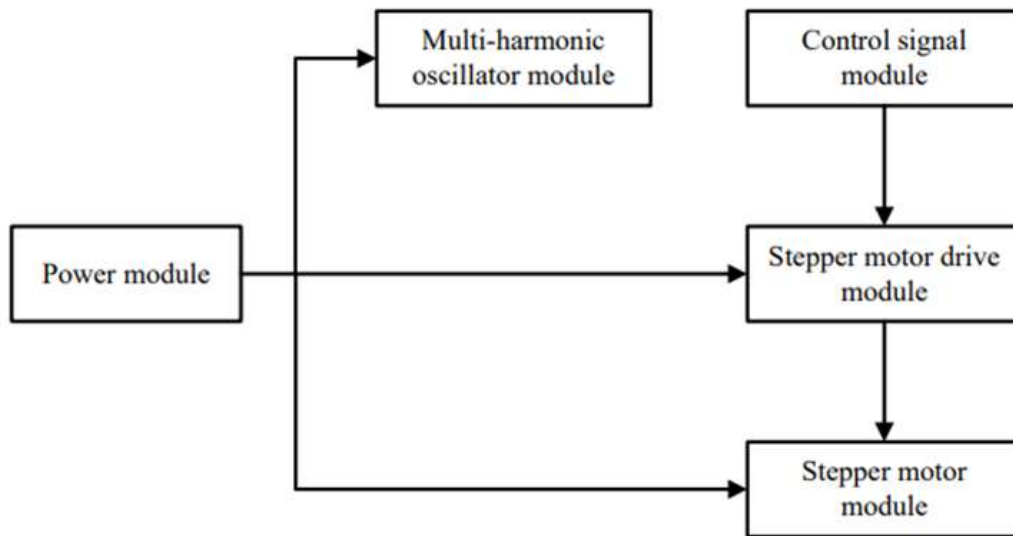 Multi-harmonic
oscillator module
Control signal
module
Power module
Stepper motor drive
module
Stepper motor
module